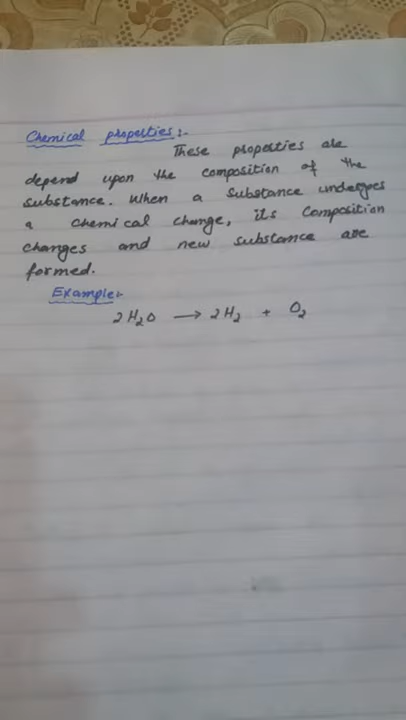 Chemical properties:-
These properties are
depend upon the composition of the
substance. When a substance undergoes
a chemical change, its composition
changes and new substance are
formed.
Example:-
2H₂O → 2H₂ + O₂